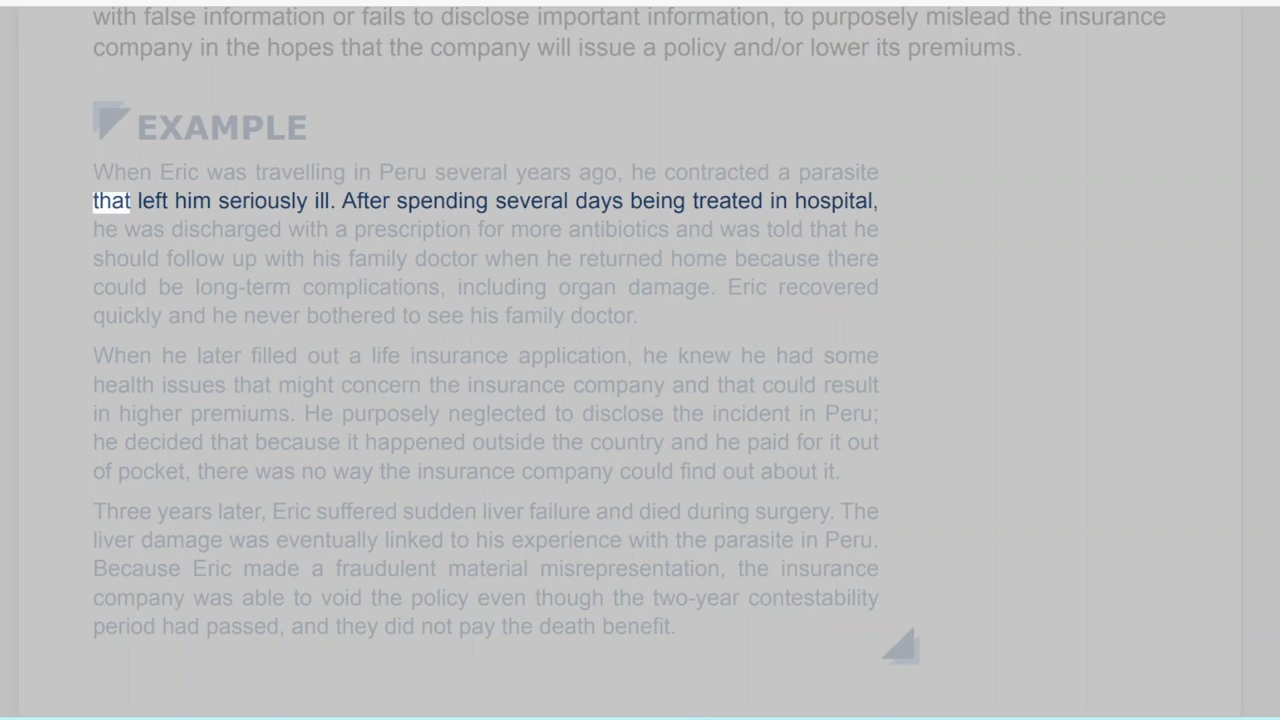 with false information or fails to disclose important information, to purposely mislead the insurance
company in the hopes that the company will issue a policy and/or lower its premiums.
EXAMPLE
When Eric was travelling in Peru several years ago, he contracted a parasite
that left him seriously ill. After spending several days being treated in hospital,
he was discharged with a prescription for more antibiotics and was told that he
should follow up with his family doctor when he returned home because there
could be long-term complications, including organ damage. Eric recovered
quickly and he never bothered to see his family doctor.
When he later filled out a life insurance application, he knew he had some
health issues that might concern the insurance company and that could result
in higher premiums. He purposely neglected to disclose the incident in Peru;
he decided that because it happened outside the country and he paid for it out
of pocket, there was no way the insurance company could find out about it.
Three years later, Eric suffered sudden liver failure and died during surgery. The
liver damage was eventually linked to his experience with the parasite in Peru.
Because Eric made a fraudulent material misrepresentation, the insurance
company was able to void the policy even though the two-year contestability
period had passed, and they did not pay the death benefit.